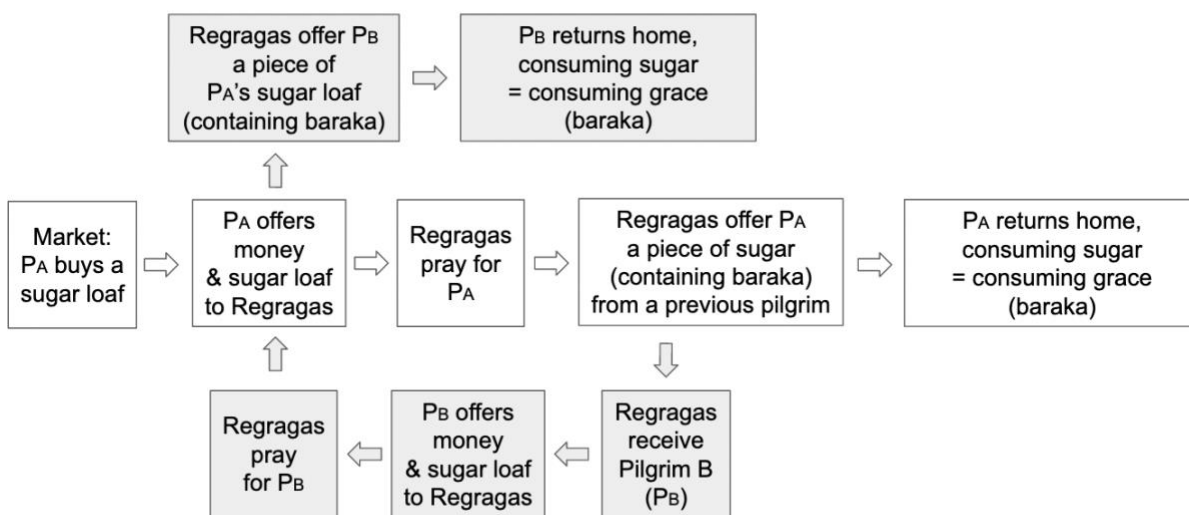 Regragas offer PB
a piece of
PA's sugar loaf
(containing baraka)
PB returns home,
consuming sugar
= consuming grace
(baraka)
Market:
PA buys a
sugar loaf
PA offers
money
& sugar loaf
to Regragas
Regragas
pray for
PA
Regragas offer PA
a piece of sugar
(containing baraka)
from a previous pilgrim
PA returns home,
consuming sugar
= consuming grace
(baraka)
Regragas
pray
for PB
PB offers
money
& sugar loaf
to Regragas
Regragas
receive
Pilgrim B
(PB)